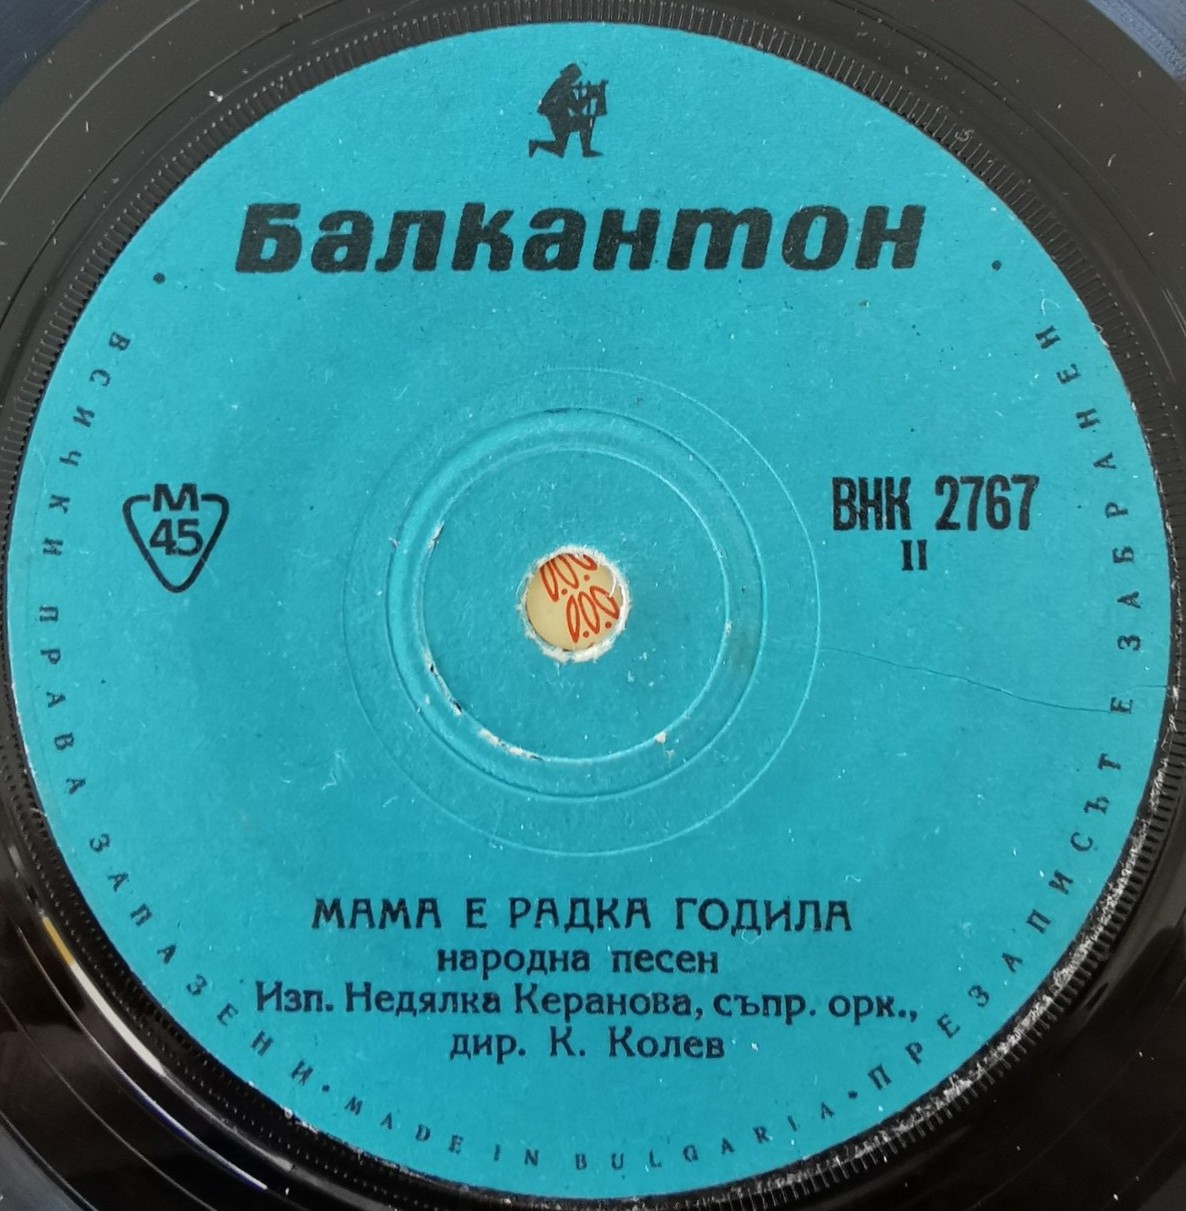 Балкантон
М
45
ВНК 2767
II
МАМА Е РАДКА ГОДИЛА
народна песен
Изп. Недялка Керанова, съпр. орк.,
дир. К. Колев
ВСИЧКИ ПРАВА ЗАПАЗЕНИ • MADE IN BULGARIA • ПРЕЗАПИСЪТ Е ЗАБРАНЕН